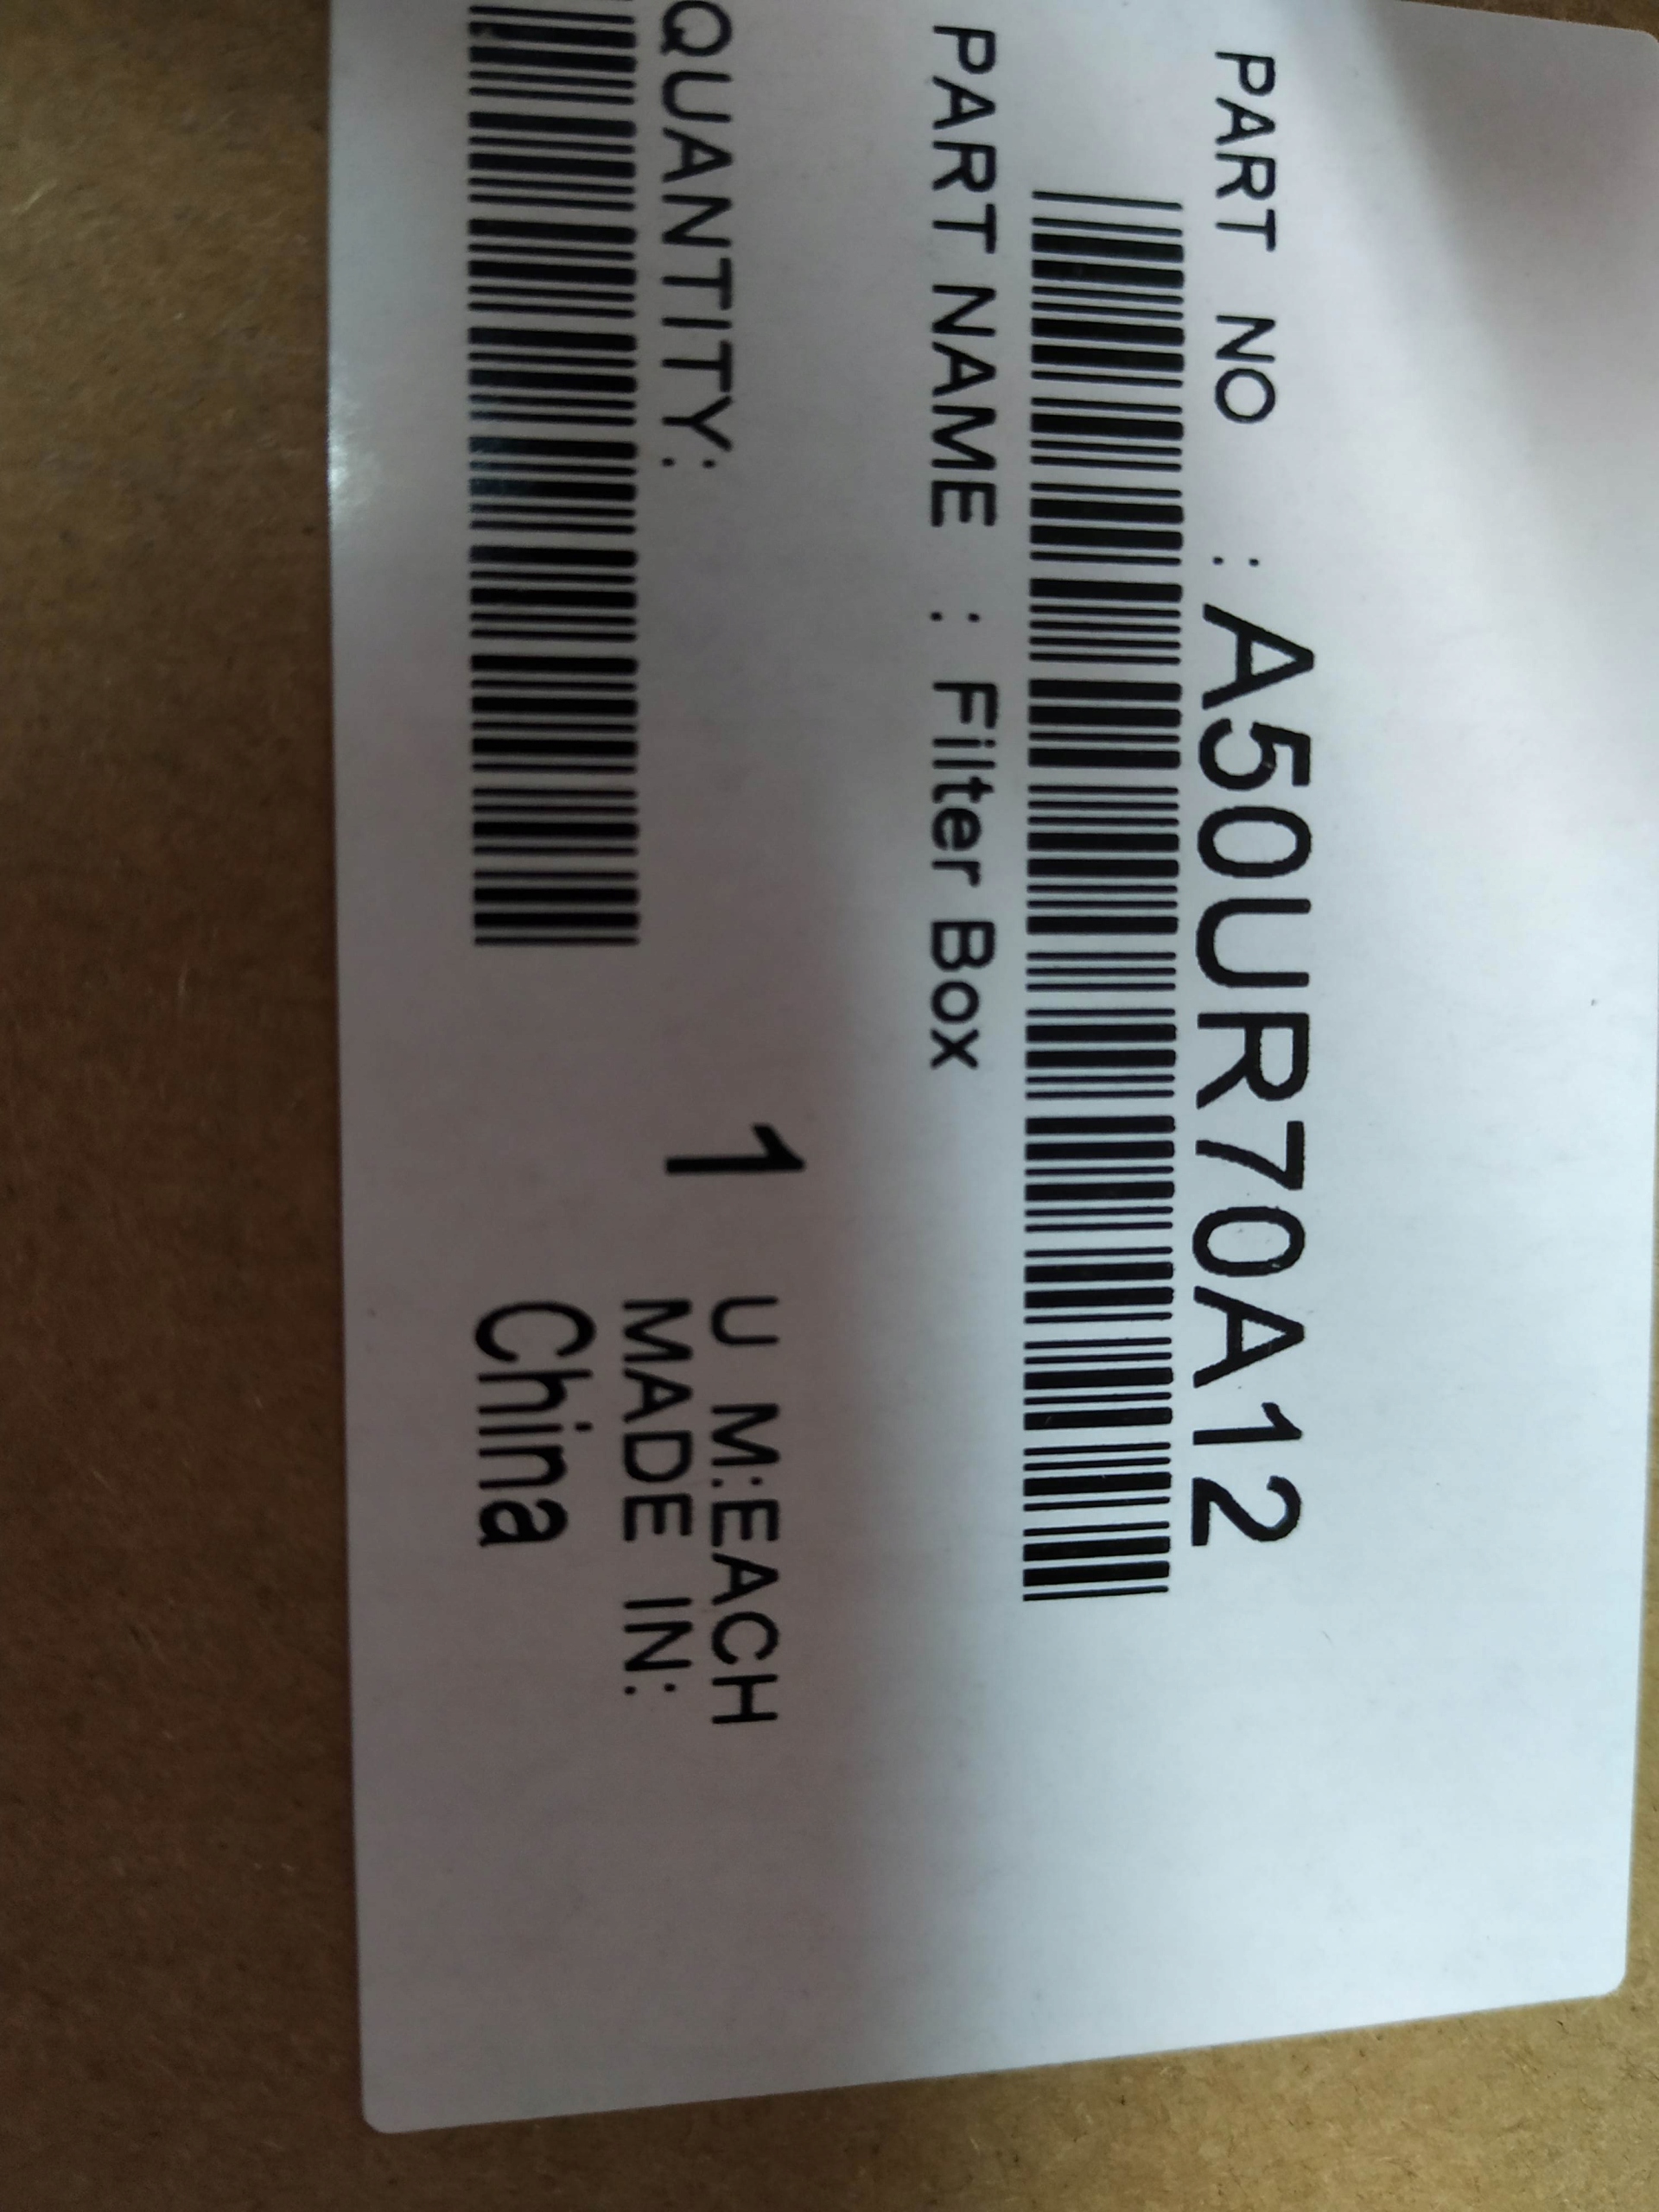 PART NO : A50UR70A12
PART NAME : Filter Box
QUANTITY: 1 U M:EACH
MADE IN:
China